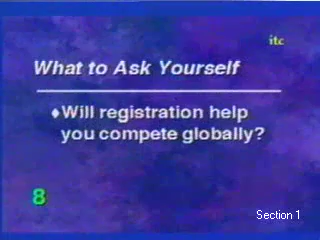 itc
What to Ask Yourself
♦Will registration help
you compete globally?
8
Section 1